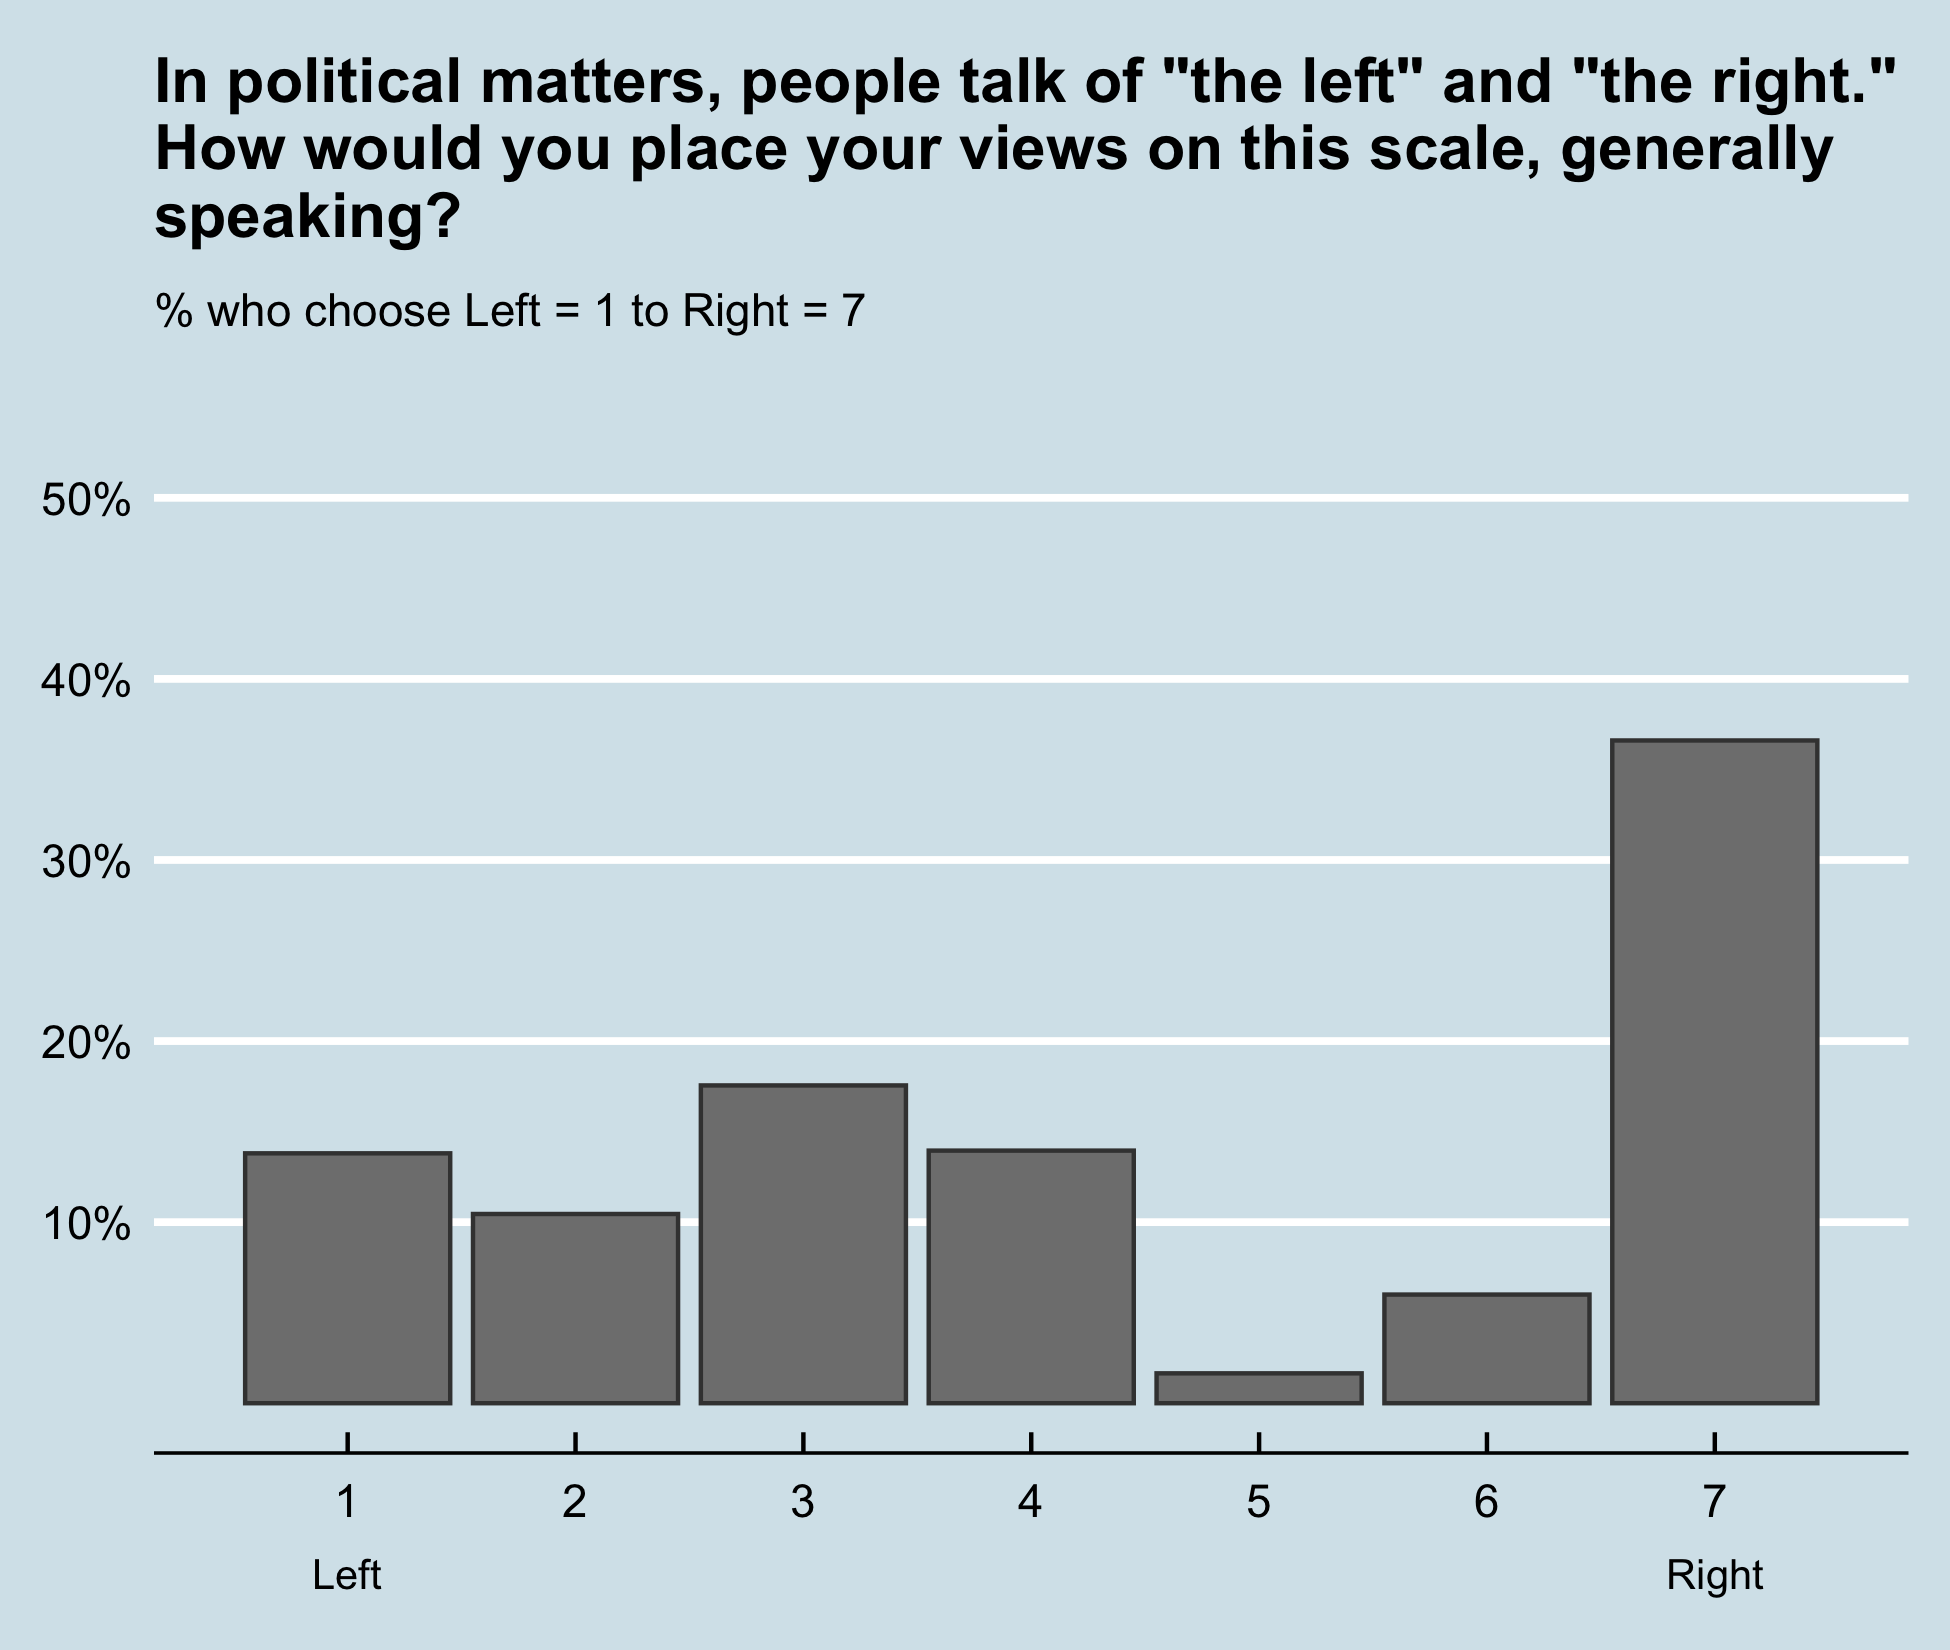 In political matters, people talk of "the left" and "the right."
How would you place your views on this scale, generally
speaking?
% who choose Left = 1 to Right = 7
50%
40%
30%
20%
10%
1 2 3 4 5 6 7
Left Right